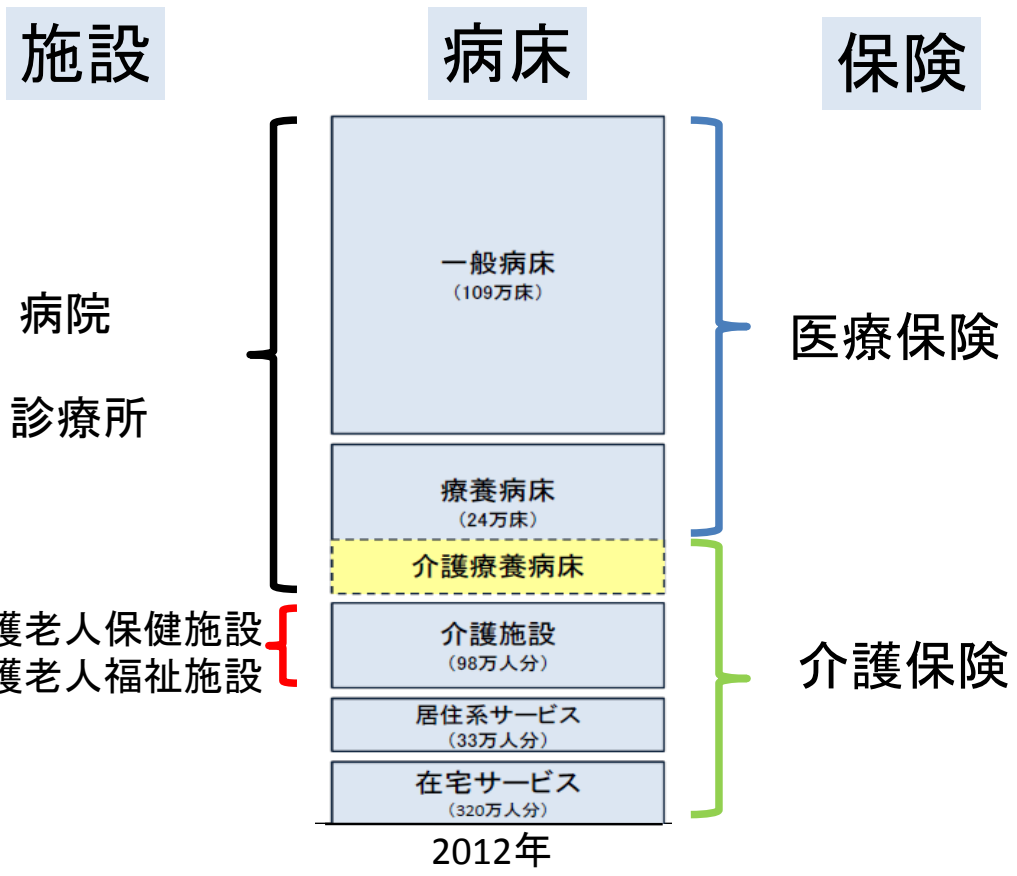 施設
病床
保険
一般病床
（109万床）
病院
診療所
医療保険
療養病床
（24万床）
介護療養病床
護老人保健施設
護老人福祉施設
介護施設
（98万人分）
介護保険
居住系サービス
（33万人分）
在宅サービス
（320万人分）
2012年